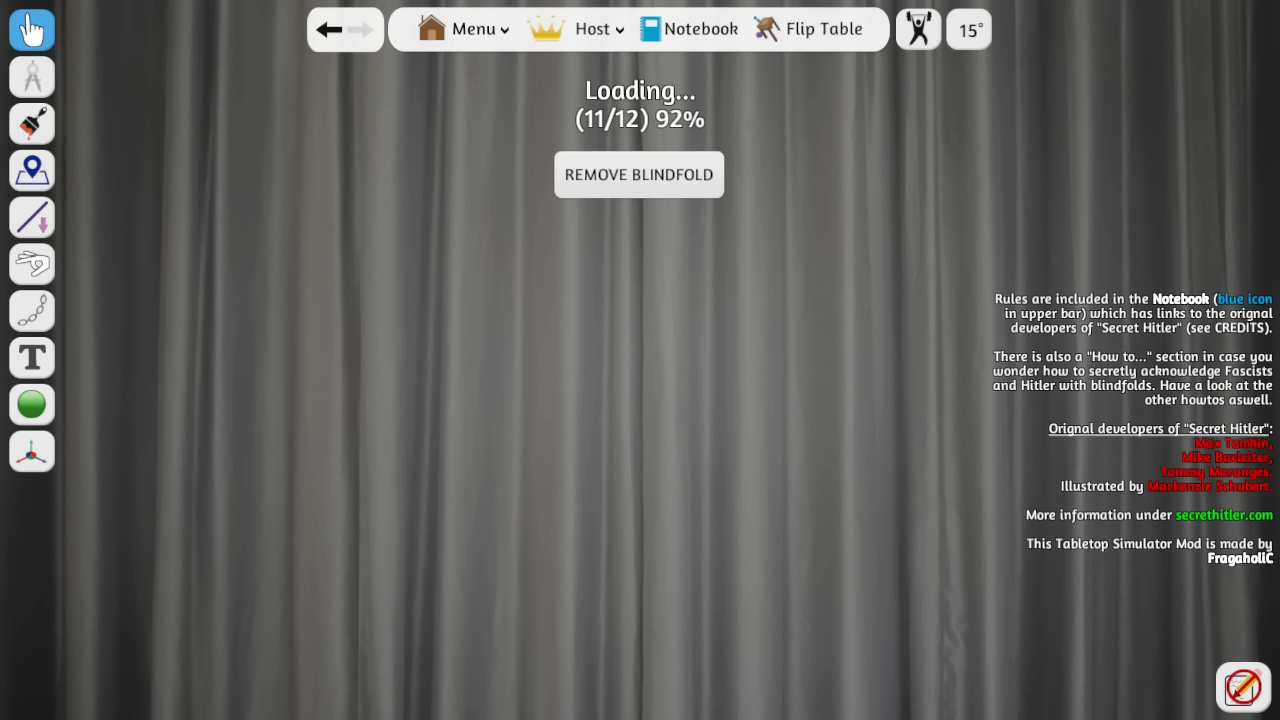 Menu Host Notebook Flip Table 15°
Loading...
(11/12) 92%
REMOVE BLINDFOLD
Rules are included in the Notebook (blue icon
in upper bar) which has links to the orignal
developers of "Secret Hitler" (see CREDITS).
There is also a "How to..." section in case you
wonder how to secretly acknowledge Fascists
and Hitler with blindfolds. Have a look at the
other howtos aswell.
Orignal developers of "Secret Hitler":
Max Temkin,
Mike Boxleiter,
Tommy Maranges.
Illustrated by Mackenzie Schubert.
More information under secrethitler.com
This Tabletop Simulator Mod is made by
FragaholiC
T